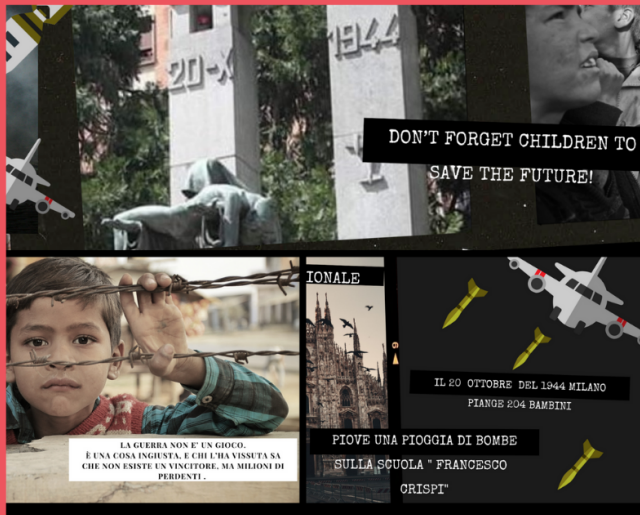 20-X
1944
DON'T FORGET CHILDREN TO
SAVE THE FUTURE!
LA GUERRA NON E' UN GIOCO.
È UNA COSA INGIUSTA, E CHI L'HA VISSUTA SA
CHE NON ESISTE UN VINCITORE, MA MILIONI DI
PERDENTI .
IONALE
IL 20 OTTOBRE DEL 1944 MILANO
PIANGE 204 BAMBINI
PIOVE UNA PIOGGIA DI BOMBE
SULLA SCUOLA " FRANCESCO
CRISPI"